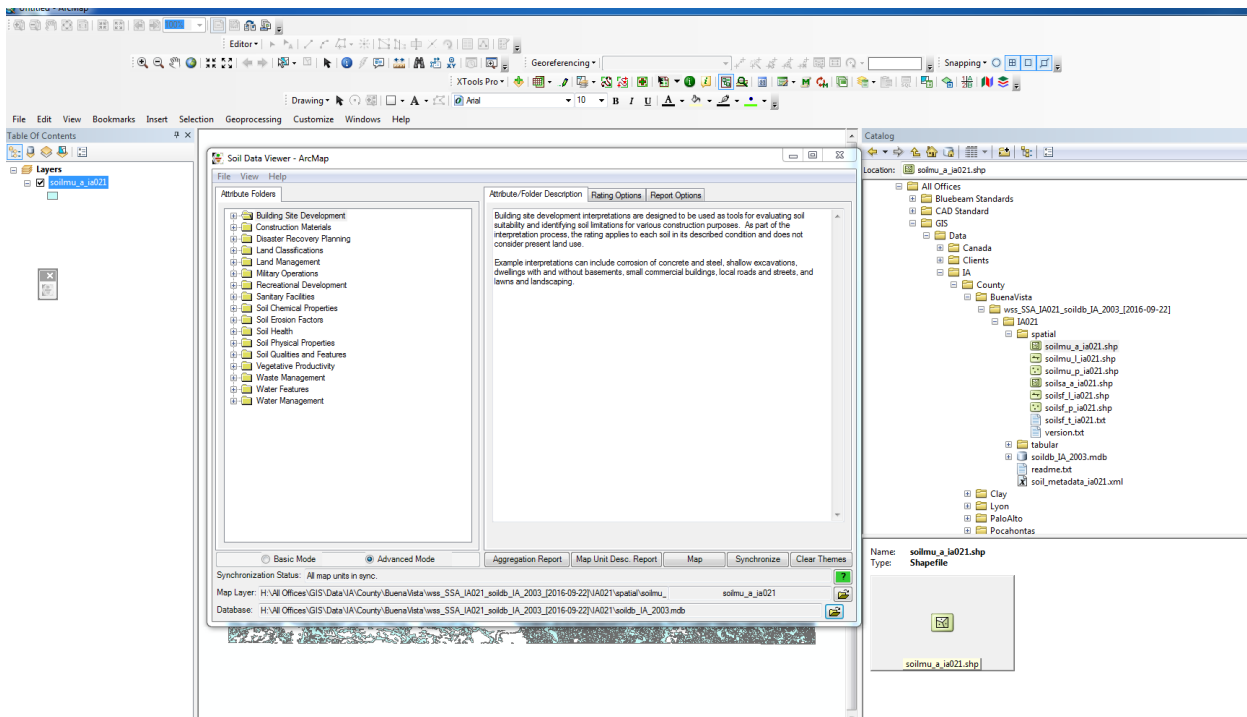 Untitled - ArcMap
100%
Editor
Georeferencing
Snapping
XTools Pro
Drawing
Arial
10
B I U A
File Edit View Bookmarks Insert Selection Geoprocessing Customize Windows Help
Table Of Contents
Layers
soilmu_a_ia021
Soil Data Viewer - ArcMap
File View Help
Attribute Folders
Building Site Development
Construction Materials
Disaster Recovery Planning
Land Classifications
Land Management
Military Operations
Recreational Development
Sanitary Facilities
Soil Chemical Properties
Soil Erosion Factors
Soil Health
Soil Physical Properties
Soil Qualities and Features
Vegetative Productivity
Waste Management
Water Features
Water Management
Attribute/Folder Description Rating Options Report Options
Building site development interpretations are designed to be used as tools for evaluating soil
suitability and identifying soil limitations for various construction purposes. As part of the
interpretation process, the rating applies to each soil in its described condition and does not
consider present land use.
Example interpretations can include corrosion of concrete and steel, shallow excavations,
dwellings with and without basements, small commercial buildings, local roads and streets, and
lawns and landscaping.
Basic Mode Advanced Mode
Aggregation Report Map Unit Desc. Report Map Synchronize Clear Themes
Synchronization Status: All map units in sync.
Map Layer: H:\All Offices\GIS\Data\IA\County\BuenaVista\wss_SSA_IA021_soildb_IA_2003_[2016-09-22]\IA021\spatial\soilmu_ soilmu_a_ia021
Database: H:\All Offices\GIS\Data\IA\County\BuenaVista\wss_SSA_IA021_soildb_IA_2003_[2016-09-22]\IA021\soildb_IA_2003.mdb
Catalog
Location: soilmu_a_ia021.shp
All Offices
Bluebeam Standards
CAD Standard
GIS
Data
Canada
Clients
IA
County
BuenaVista
wss_SSA_IA021_soildb_IA_2003_[2016-09-22]
IA021
spatial
soilmu_a_ia021.shp
soilmu_l_ia021.shp
soilmu_p_ia021.shp
soilsa_a_ia021.shp
soilsf_l_ia021.shp
soilsf_p_ia021.shp
soilsf_t_ia021.txt
version.txt
tabular
soildb_IA_2003.mdb
readme.txt
soil_metadata_ia021.xml
Clay
Lyon
PaloAlto
Pocahontas
Name: soilmu_a_ia021.shp
Type: Shapefile
soilmu_a_ia021.shp